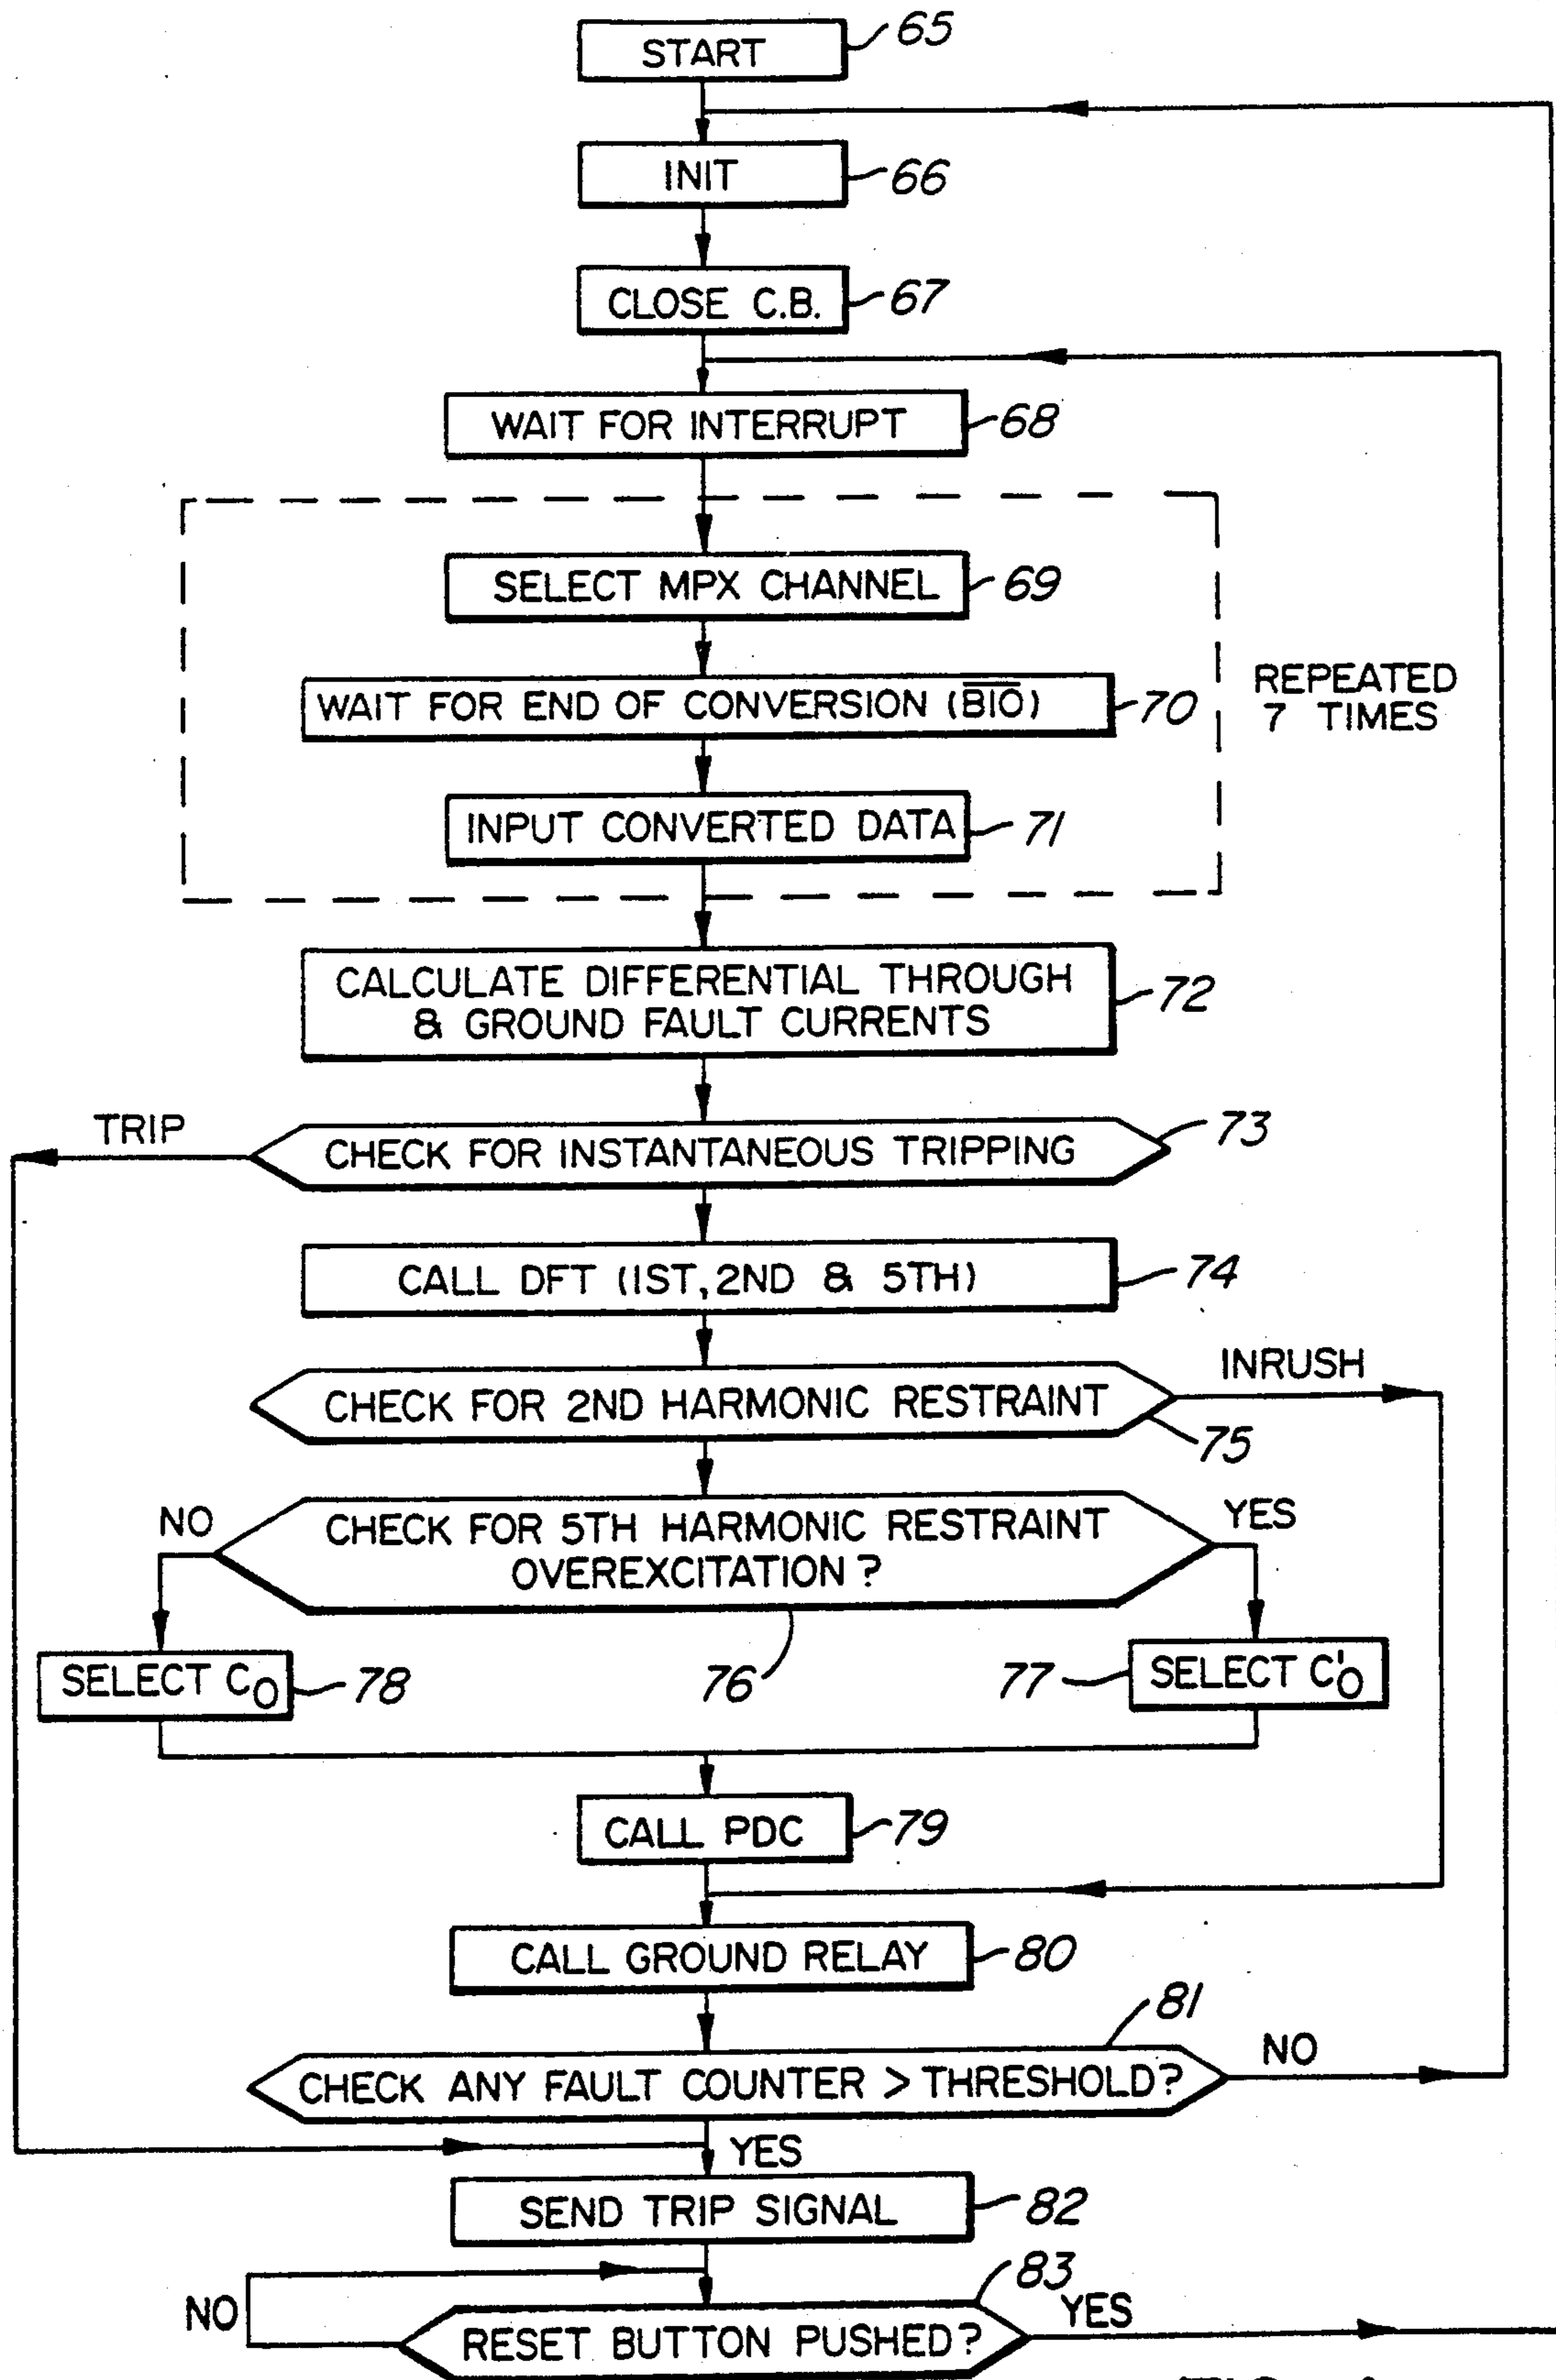 START
65
INIT
66
CLOSE C.B.
67
WAIT FOR INTERRUPT
68
SELECT MPX CHANNEL
69
WAIT FOR END OF CONVERSION (B̅I̅O̅)
70
REPEATED
7 TIMES
INPUT CONVERTED DATA
71
CALCULATE DIFFERENTIAL THROUGH
& GROUND FAULT CURRENTS
72
TRIP
CHECK FOR INSTANTANEOUS TRIPPING
73
CALL DFT (1ST, 2ND & 5TH)
74
CHECK FOR 2ND HARMONIC RESTRAINT
INRUSH
75
NO
CHECK FOR 5TH HARMONIC RESTRAINT
OVEREXCITATION?
YES
SELECT C₀
78
76
77
SELECT C'₀
CALL PDC
79
CALL GROUND RELAY
80
81
CHECK ANY FAULT COUNTER > THRESHOLD?
NO
YES
SEND TRIP SIGNAL
82
83
NO
RESET BUTTON PUSHED?
YES